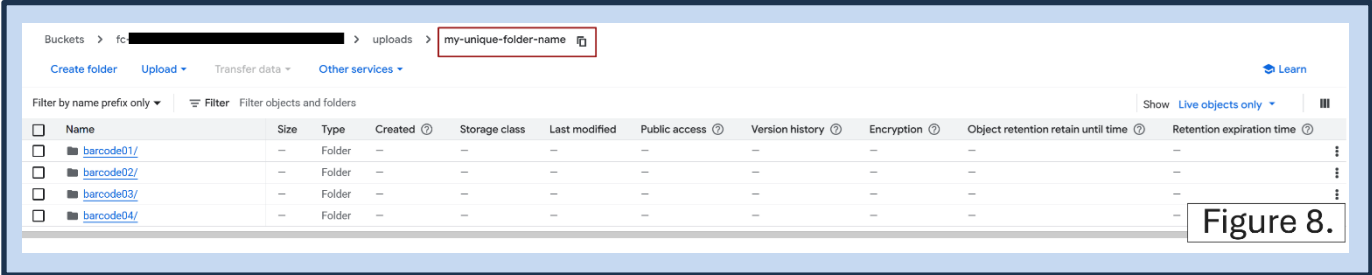 Buckets > fc- > uploads > my-unique-folder-name
Create folder Upload Transfer data Other services Learn
Filter by name prefix only Filter Filter objects and folders Show Live objects only
Name Size Type Created Storage class Last modified Public access Version history Encryption Object retention retain until time Retention expiration time
barcode01/ — Folder — — — — — — — —
barcode02/ — Folder — — — — — — — —
barcode03/ — Folder — — — — — — — —
barcode04/ — Folder — — — — — — — —
Figure 8.